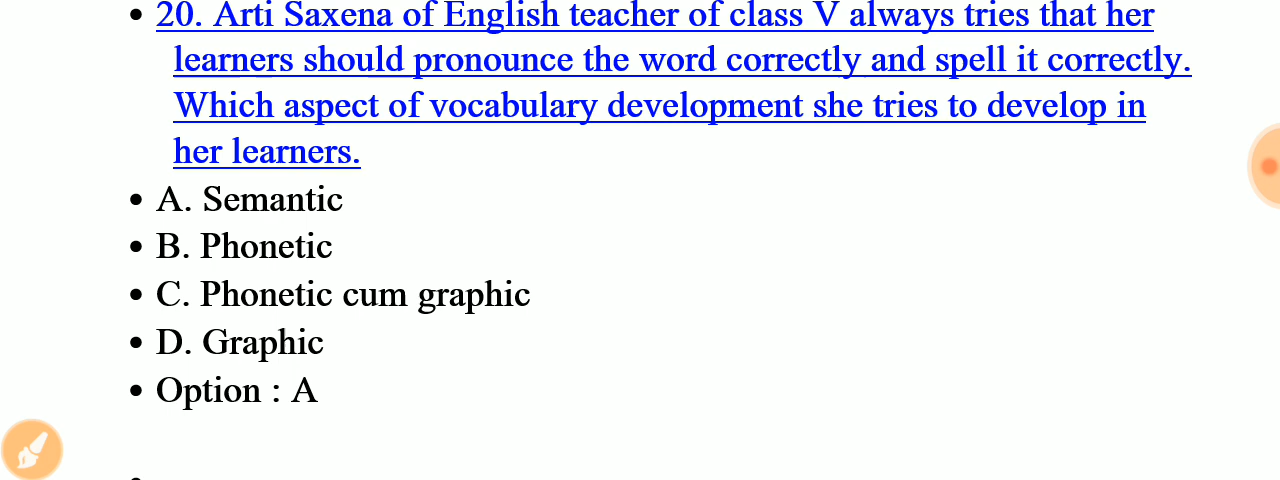 • 20. Arti Saxena of English teacher of class V always tries that her
learners should pronounce the word correctly and spell it correctly.
Which aspect of vocabulary development she tries to develop in
her learners.
• A. Semantic
• B. Phonetic
• C. Phonetic cum graphic
• D. Graphic
• Option : A